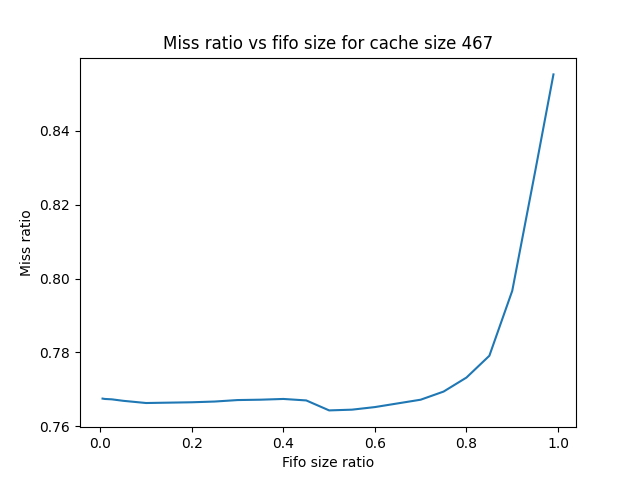 Miss ratio vs fifo size for cache size 467
0.84
0.82
0.80
0.78
0.76
Miss ratio
0.0 0.2 0.4 0.6 0.8 1.0
Fifo size ratio